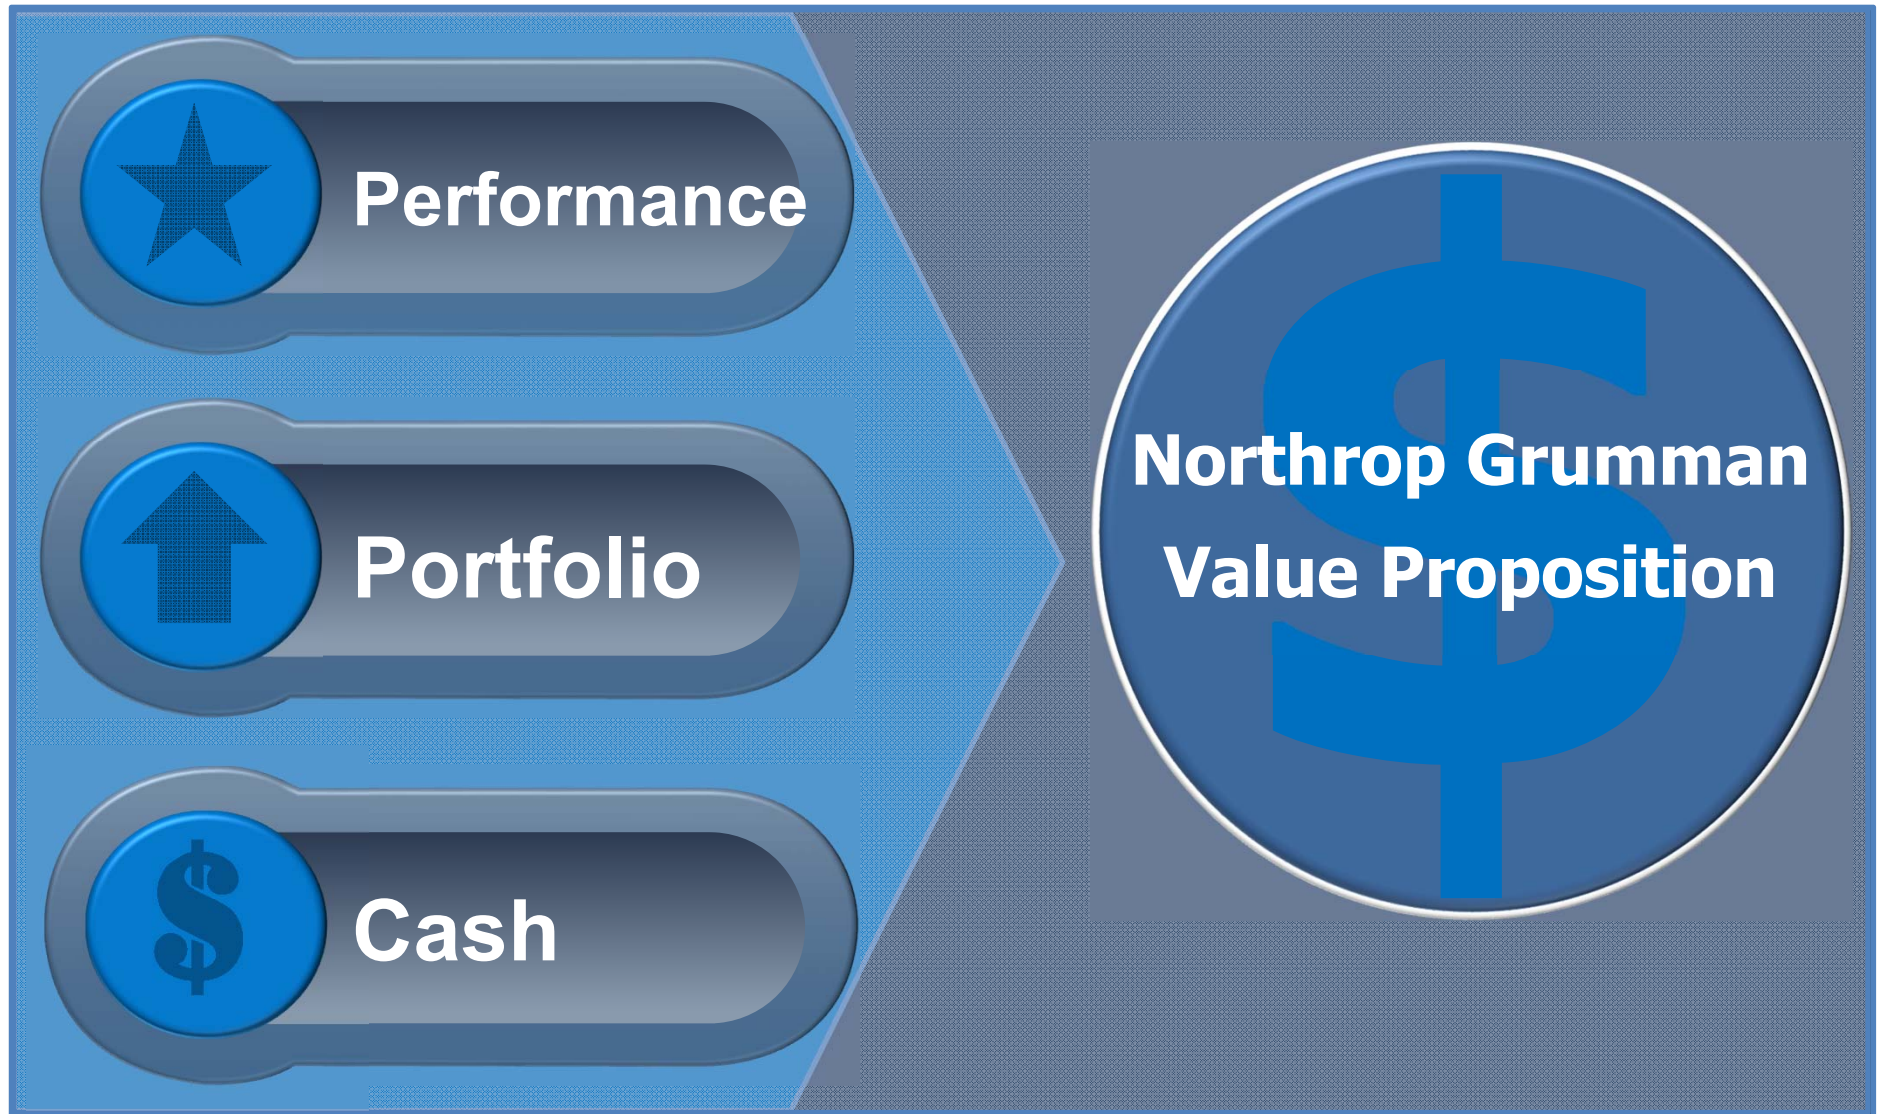 Performance
Portfolio
$
Cash
$
Northrop Grumman
Value Proposition